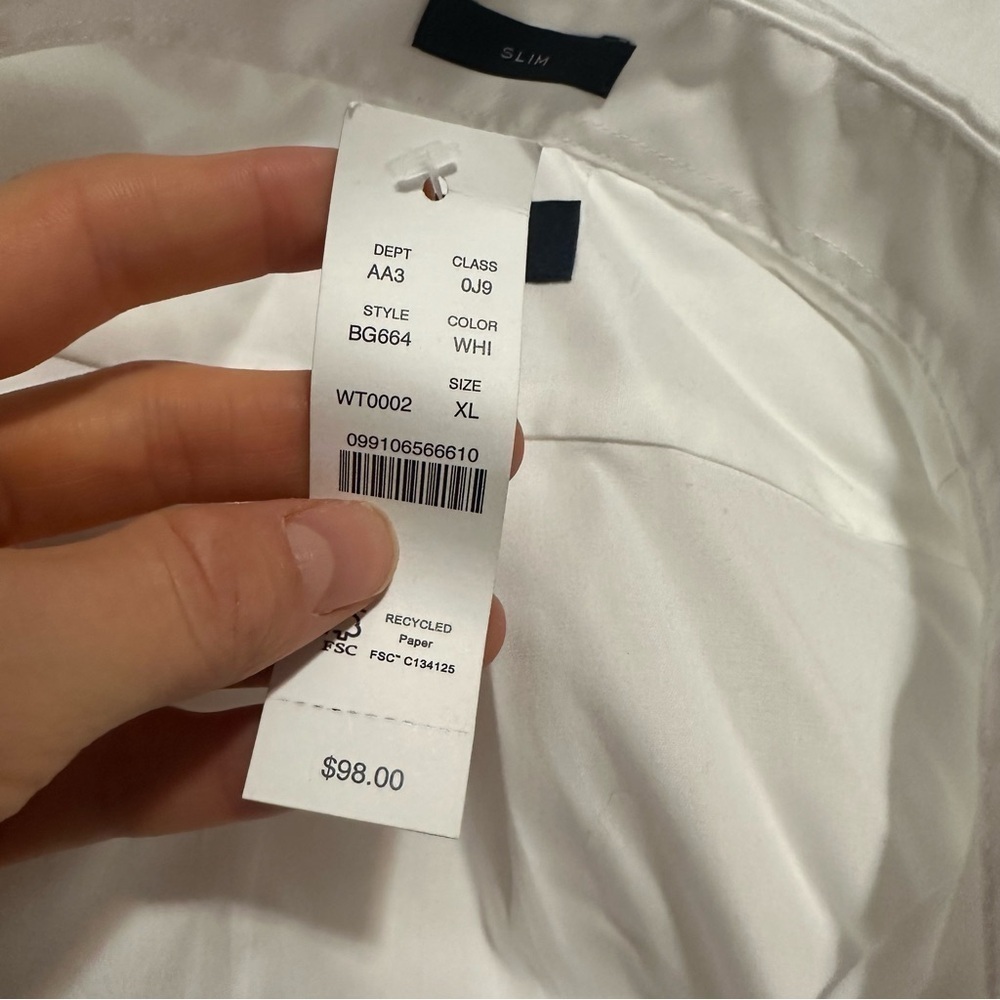 SLIM
DEPT CLASS
AA3 0J9
STYLE COLOR
BG664 WHI
SIZE
WT0002 XL
099106566610
RECYCLED
Paper
FSC FSC™ C134125
$98.00